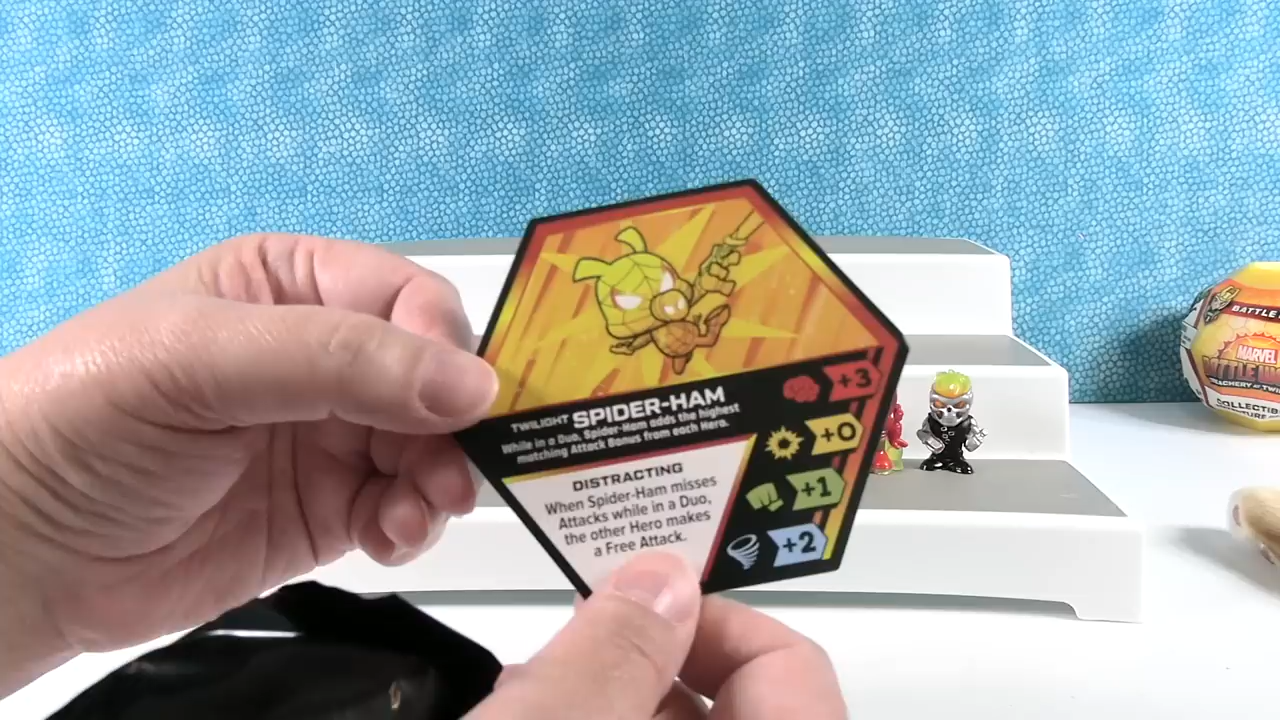 TWILIGHT SPIDER-HAM
While in a Duo, Spider-Ham adds the highest
matching Attack Bonus from each Hero.
DISTRACTING
When Spider-Ham misses
Attacks while in a Duo,
the other Hero makes
a Free Attack.
+3
+0
+1
+2
BATTLE
MARVEL
COLLECTIB